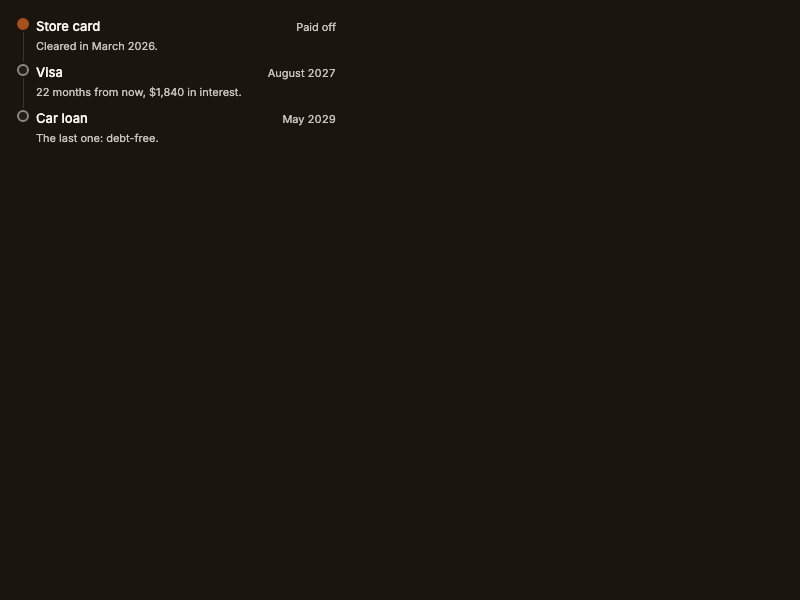 Store card Paid off
Cleared in March 2026.
Visa August 2027
22 months from now, $1,840 in interest.
Car loan May 2029
The last one: debt-free.